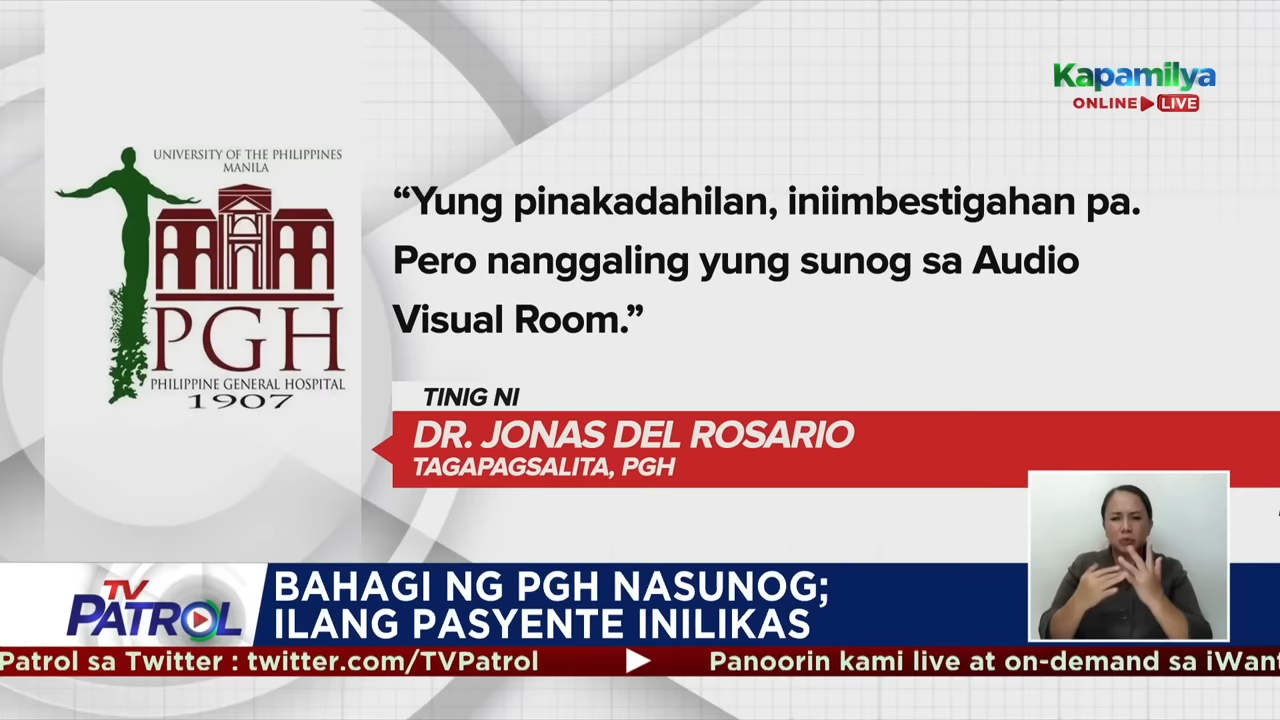 Kapamilya
ONLINE LIVE
UNIVERSITY OF THE PHILIPPINES
MANILA
PGH
PHILIPPINE GENERAL HOSPITAL
1907
“Yung pinakadahilan, iniimbestigahan pa.
Pero nanggaling yung sunog sa Audio
Visual Room.”
TINIG NI
DR. JONAS DEL ROSARIO
TAGAPAGSALITA, PGH
TV PATROL
BAHAGI NG PGH NASUNOG;
ILANG PASYENTE INILIKAS
Patrol sa Twitter : twitter.com/TVPatrol Panoorin kami live at on-demand sa iWant